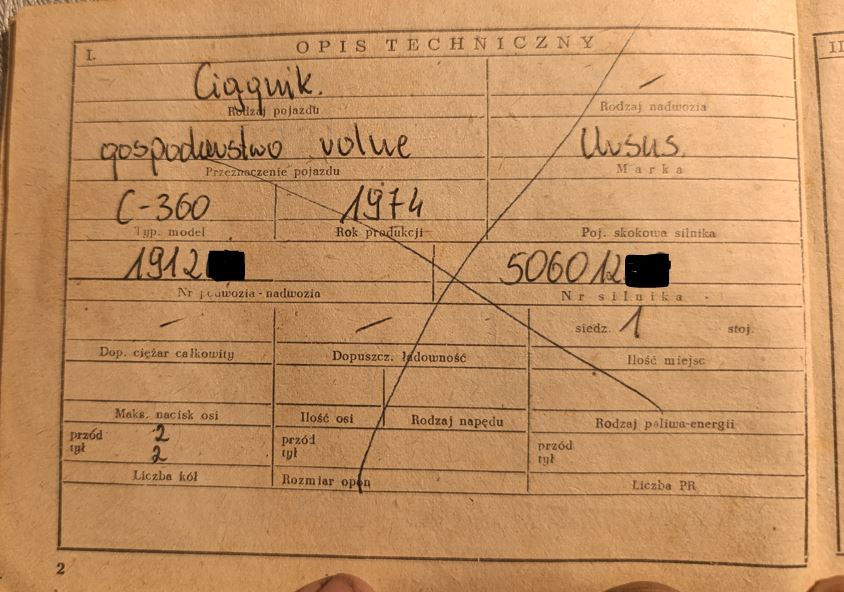 I. OPIS TECHNICZNY II
Ciągnik. –
Rodzaj pojazdu Rodzaj nadwozia
gospodarstwo rolne Ursus.
Przeznaczenie pojazdu Marka
C-360 1974
Typ. model Rok produkcji Poj. skokowa silnika
1912 506012
Nr podwozia - nadwozia Nr silnika
– – siedz. 1 stoj.
Dop. ciężar całkowity Dopuszcz. ładowność Ilość miejsc
Maks. nacisk osi Ilość osi Rodzaj napędu Rodzaj paliwa-energii
przód 2 przód przód
tył 2 tył tył
Liczba kół Rozmiar opon Liczba PR
2